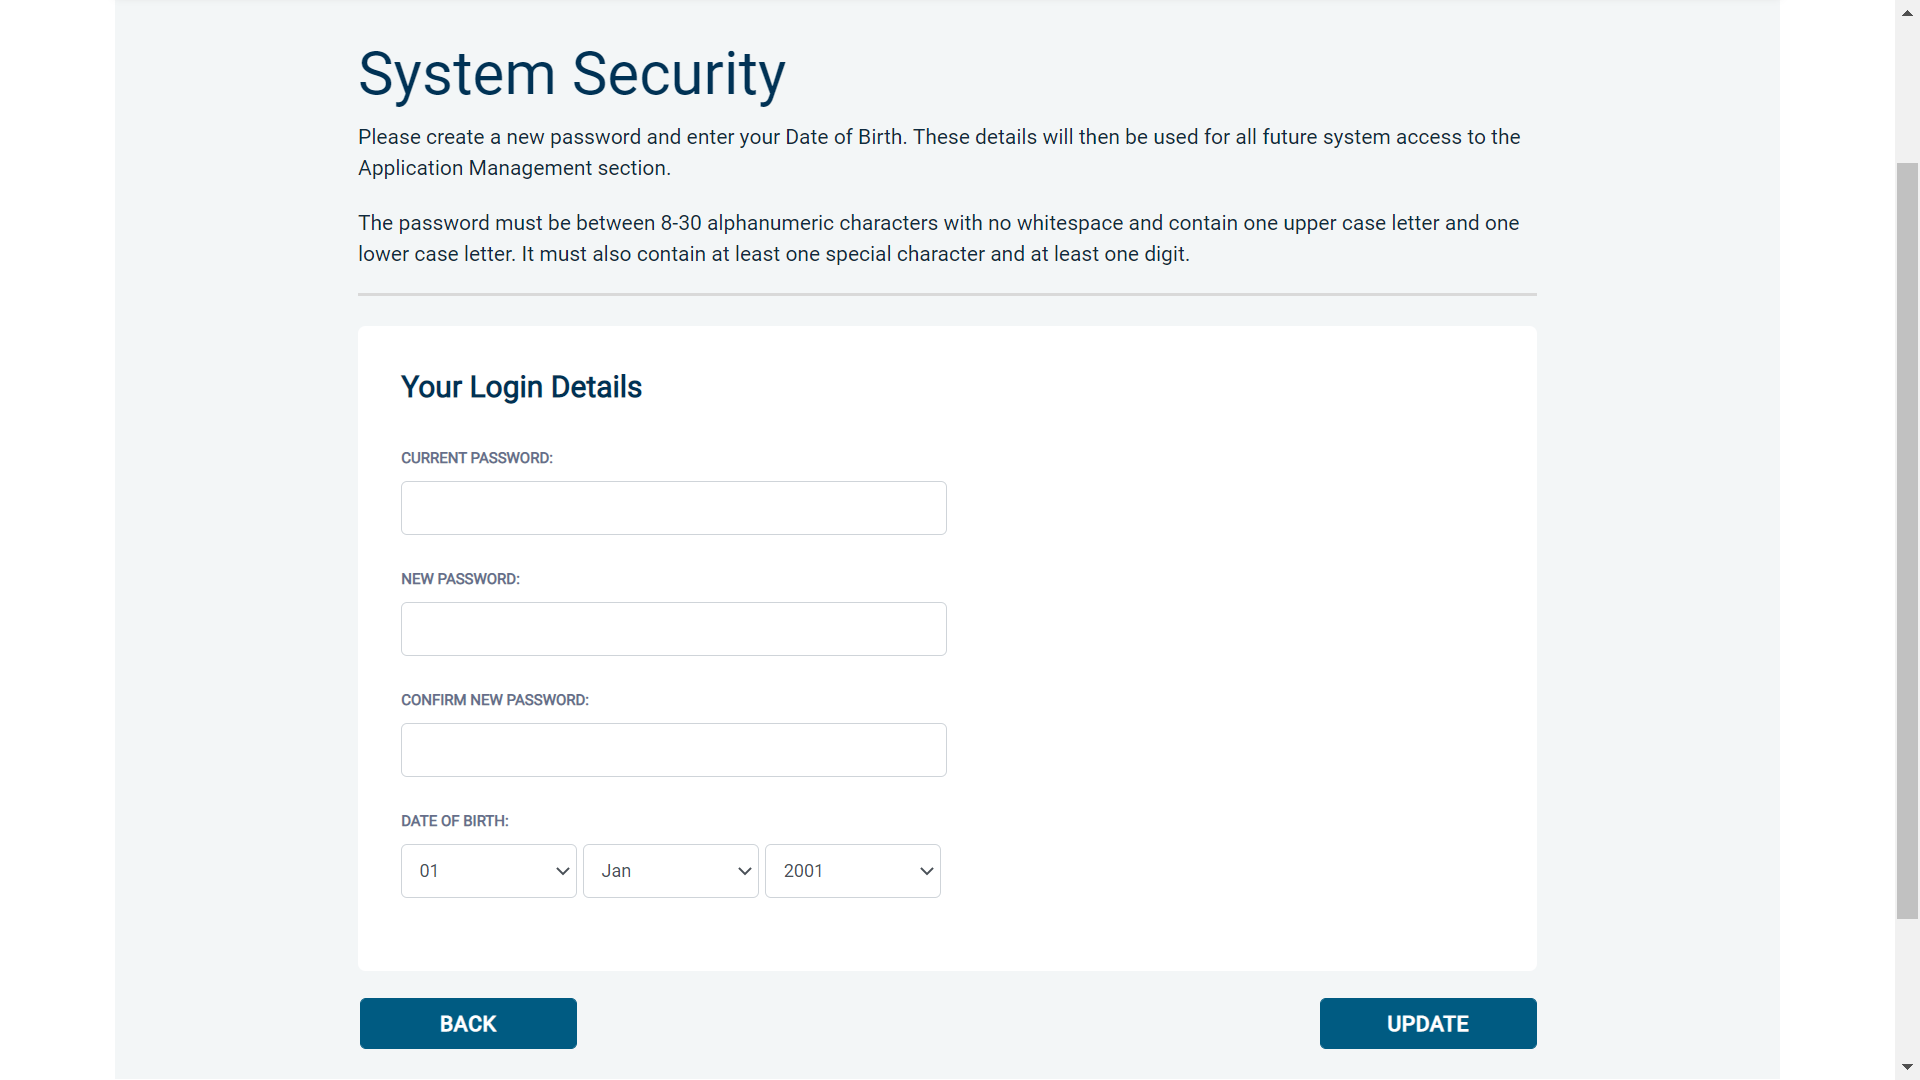 System Security
Please create a new password and enter your Date of Birth. These details will then be used for all future system access to the
Application Management section.
The password must be between 8-30 alphanumeric characters with no whitespace and contain one upper case letter and one
lower case letter. It must also contain at least one special character and at least one digit.
Your Login Details
CURRENT PASSWORD:
NEW PASSWORD:
CONFIRM NEW PASSWORD:
DATE OF BIRTH:
01 Jan 2001
BACK UPDATE